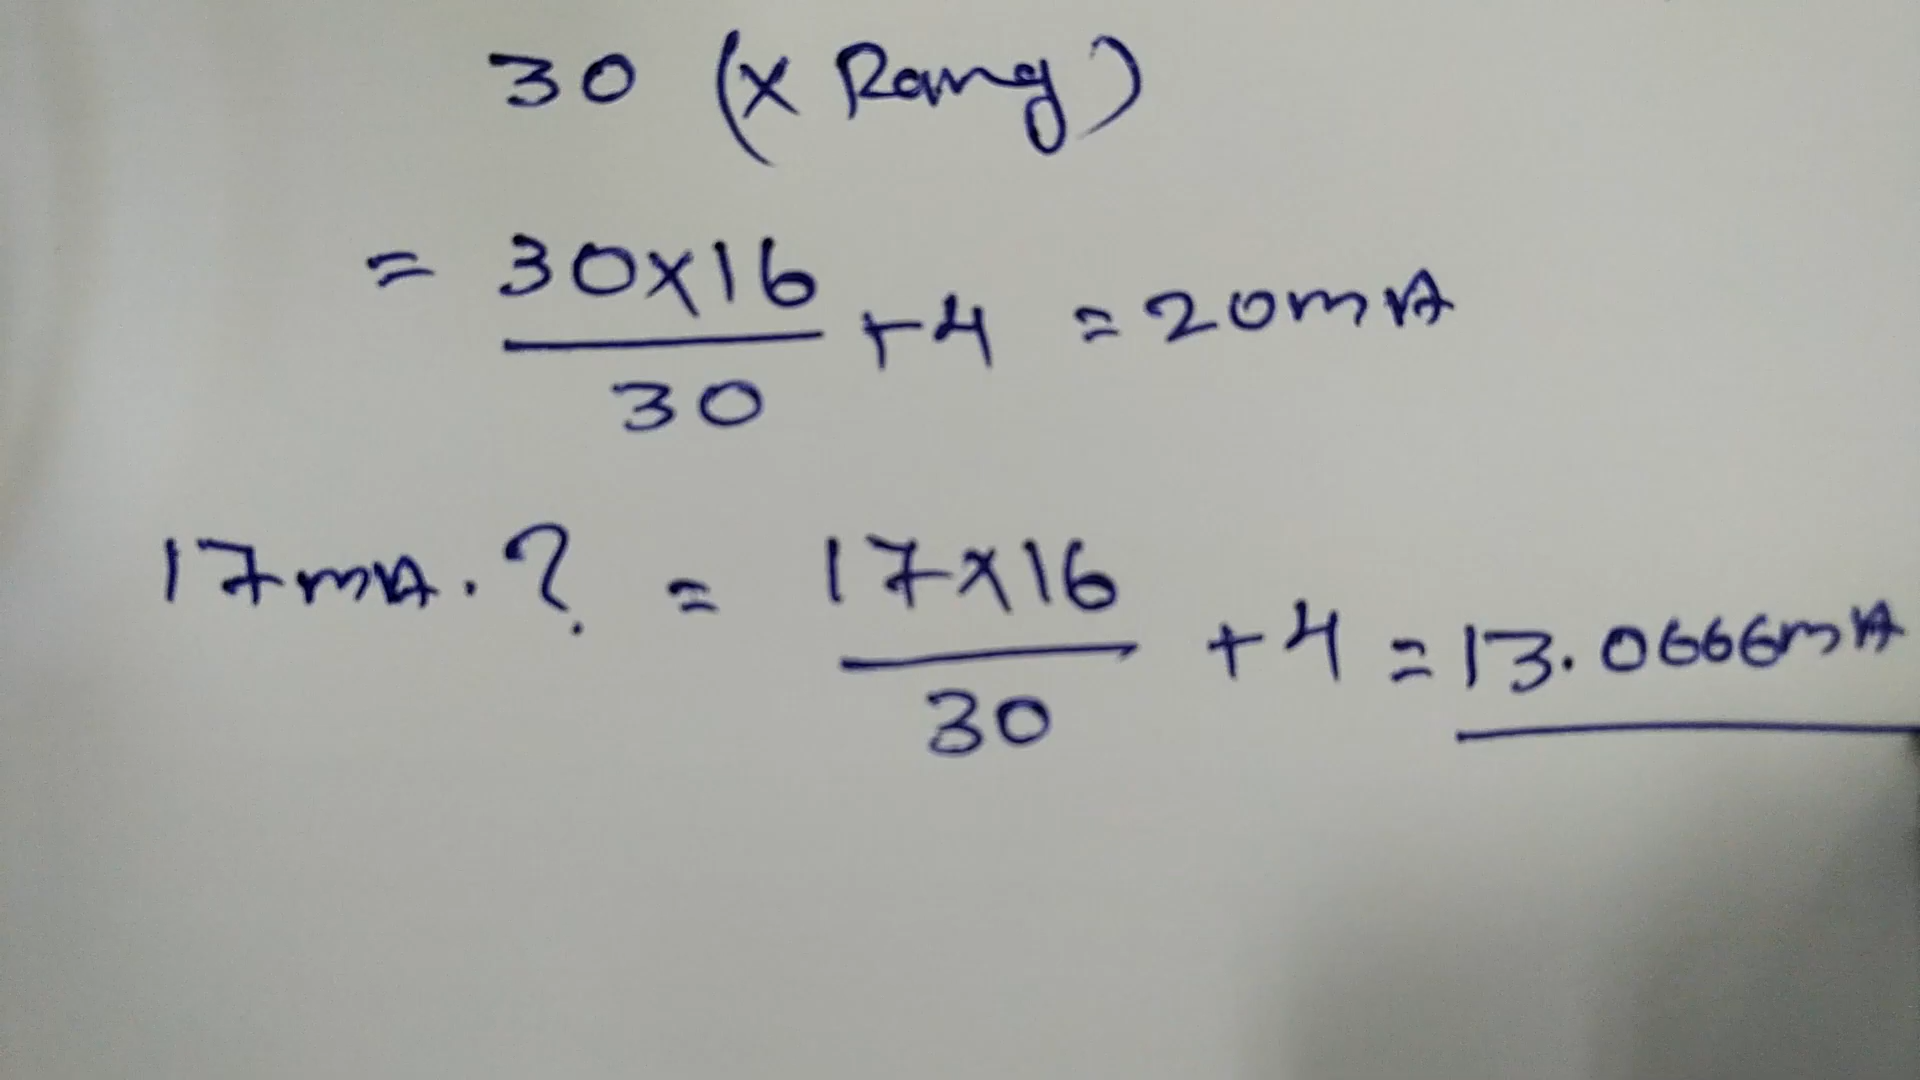 30 (x Rang)
= 30x16/30 +4 = 20mA
17mA.? = 17x16/30 +4 = 13.0666mA